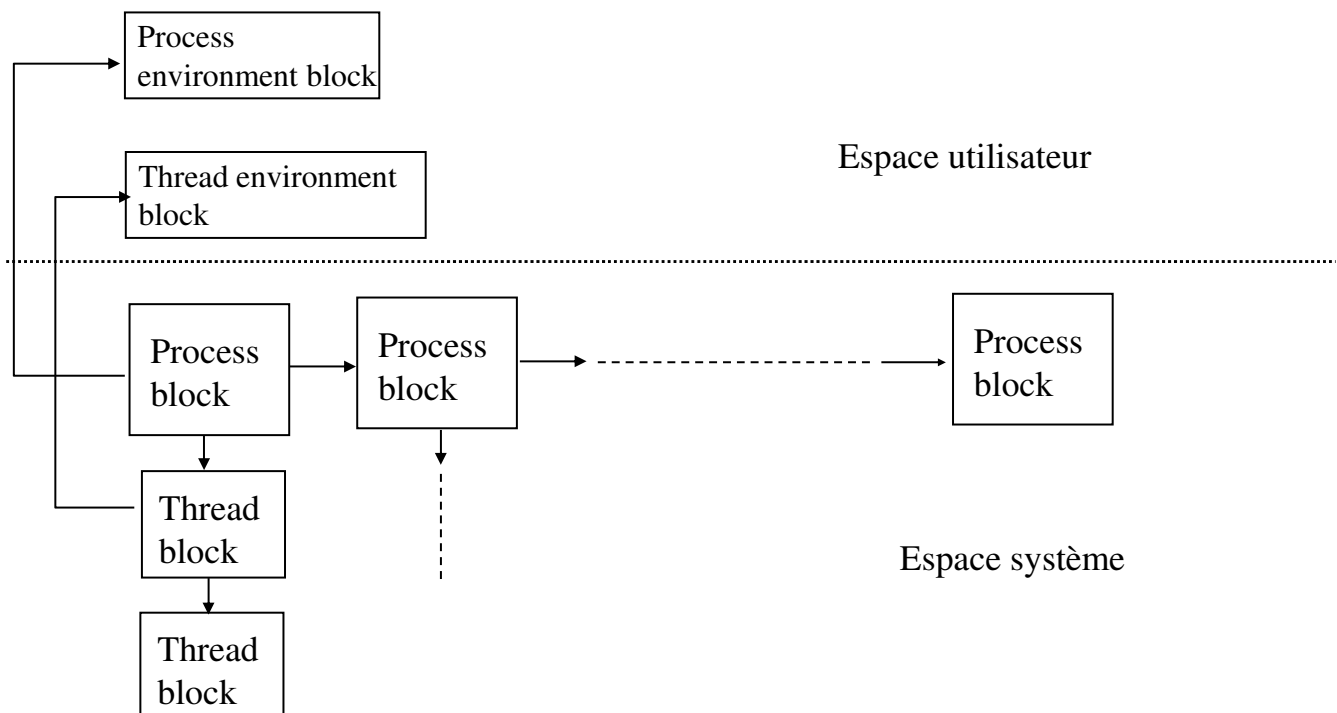 Process
environment block
Thread environment
block
Espace utilisateur
Process
block
Process
block
Process
block
Thread
block
Espace système
Thread
block